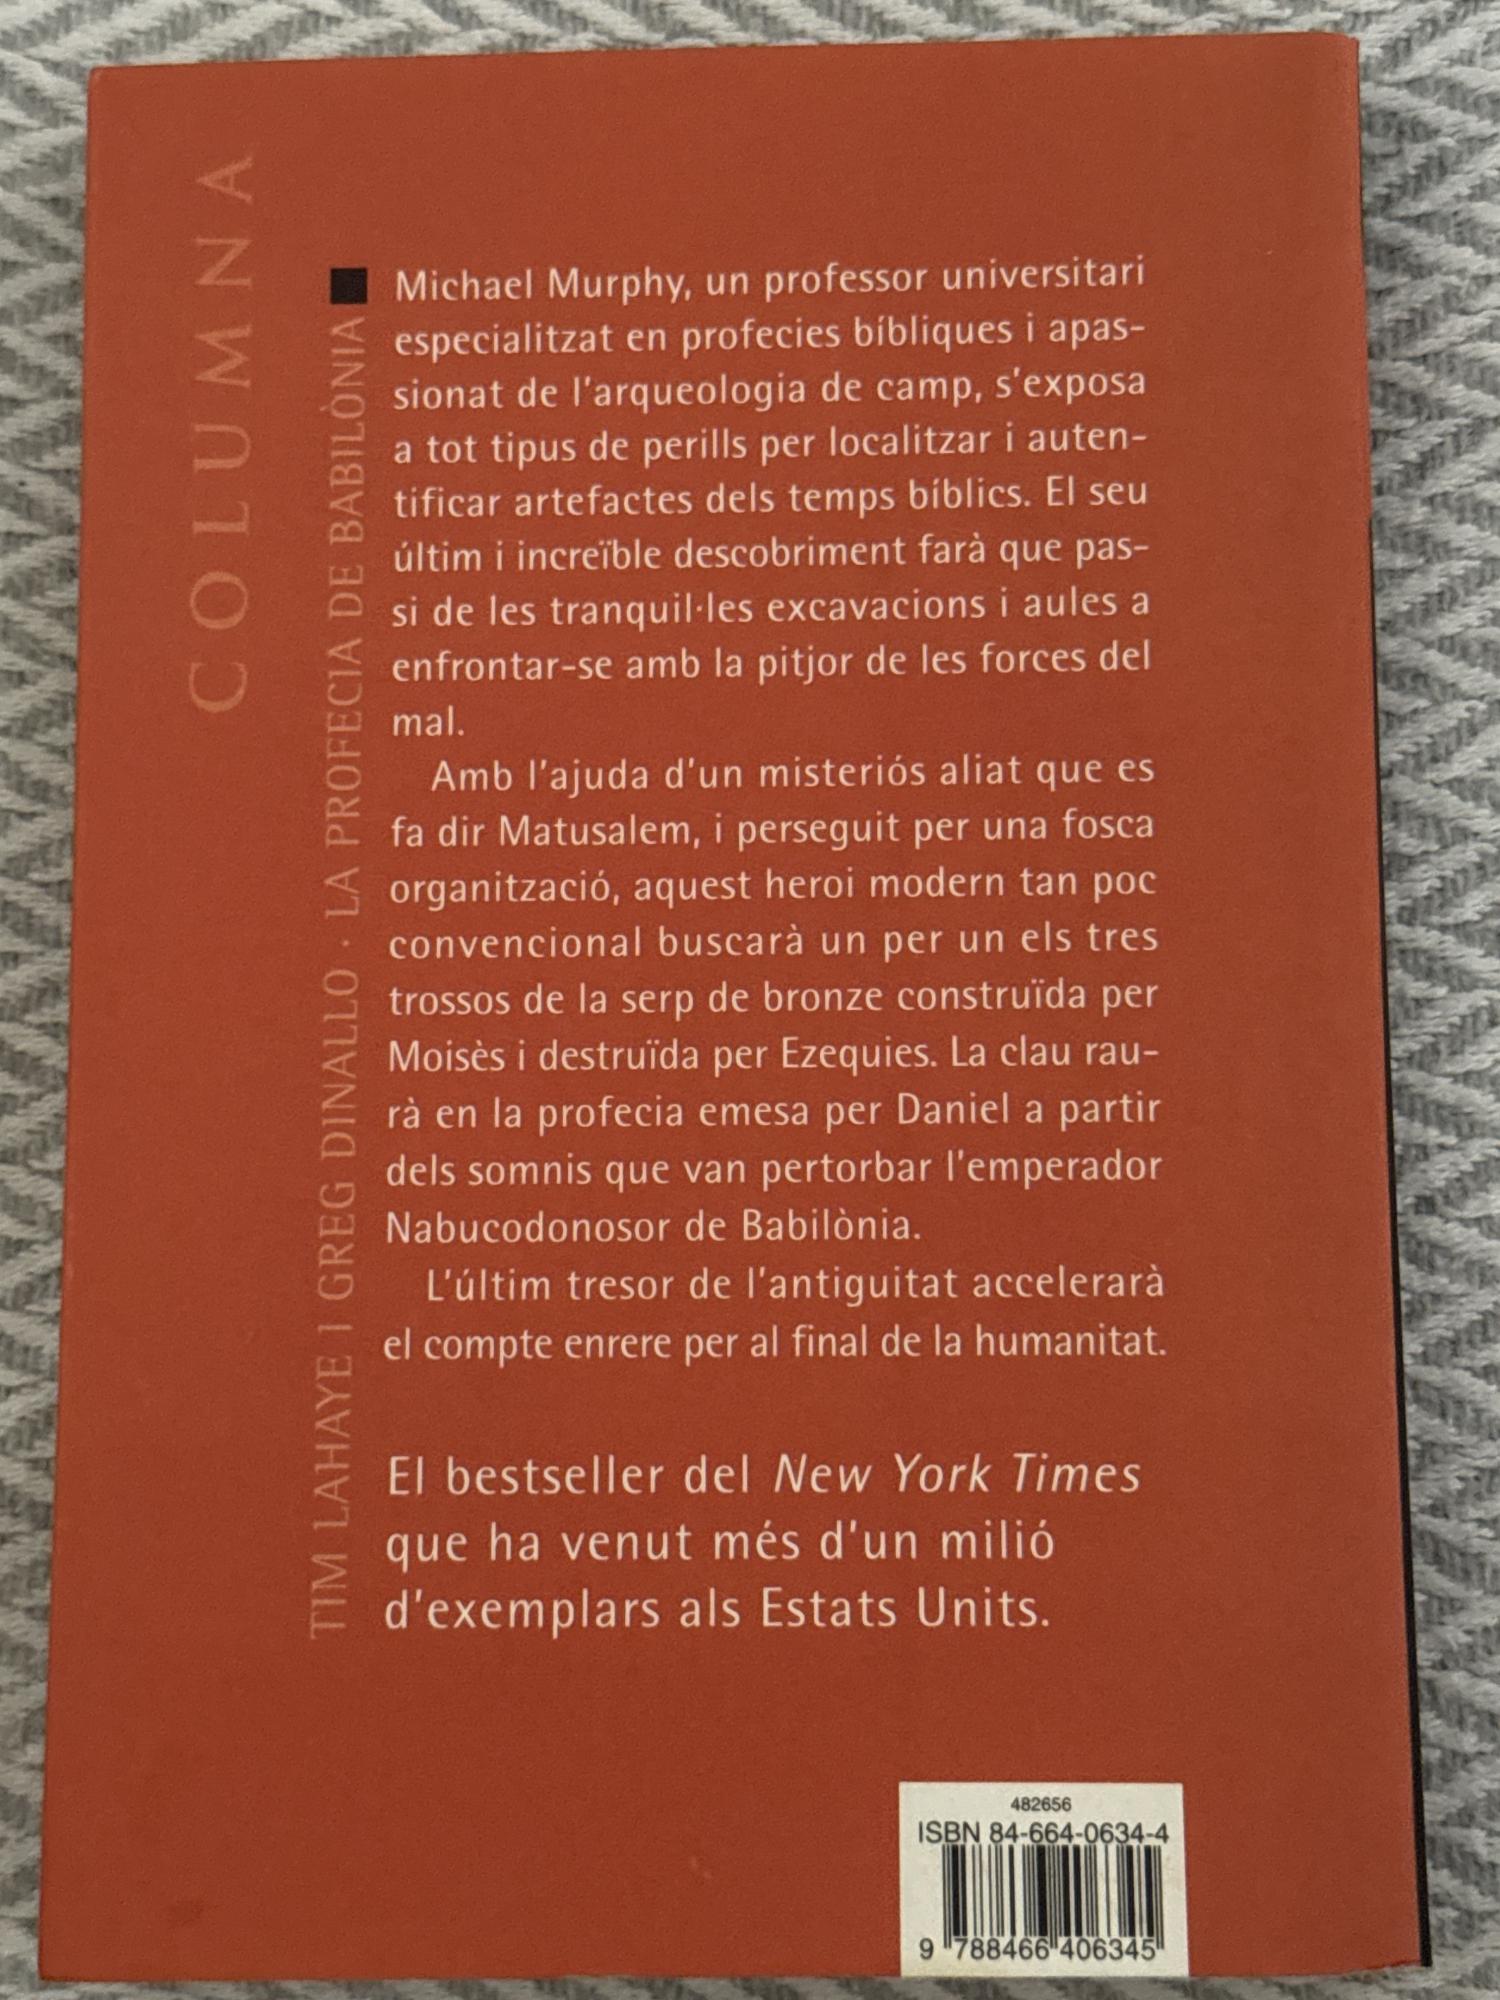 COLUMNA
TIM LAHAYE I GREG DINALLO · LA PROFECIA DE BABILÒNIA
Michael Murphy, un professor universitari
especialitzat en profecies bíbliques i apas-
sionat de l'arqueologia de camp, s'exposa
a tot tipus de perills per localitzar i auten-
tificar artefactes dels temps bíblics. El seu
últim i increïble descobriment farà que pas-
si de les tranquil·les excavacions i aules a
enfrontar-se amb la pitjor de les forces del
mal.
Amb l'ajuda d'un misteriós aliat que es
fa dir Matusalem, i perseguit per una fosca
organització, aquest heroi modern tan poc
convencional buscarà un per un els tres
trossos de la serp de bronze construïda per
Moisès i destruïda per Ezequies. La clau rau-
rà en la profecia emesa per Daniel a partir
dels somnis que van pertorbar l'emperador
Nabucodonosor de Babilònia.
L'últim tresor de l'antiguitat accelerarà
el compte enrere per al final de la humanitat.
El bestseller del New York Times
que ha venut més d'un milió
d'exemplars als Estats Units.
482656
ISBN 84-664-0634-4
9 788466 406345